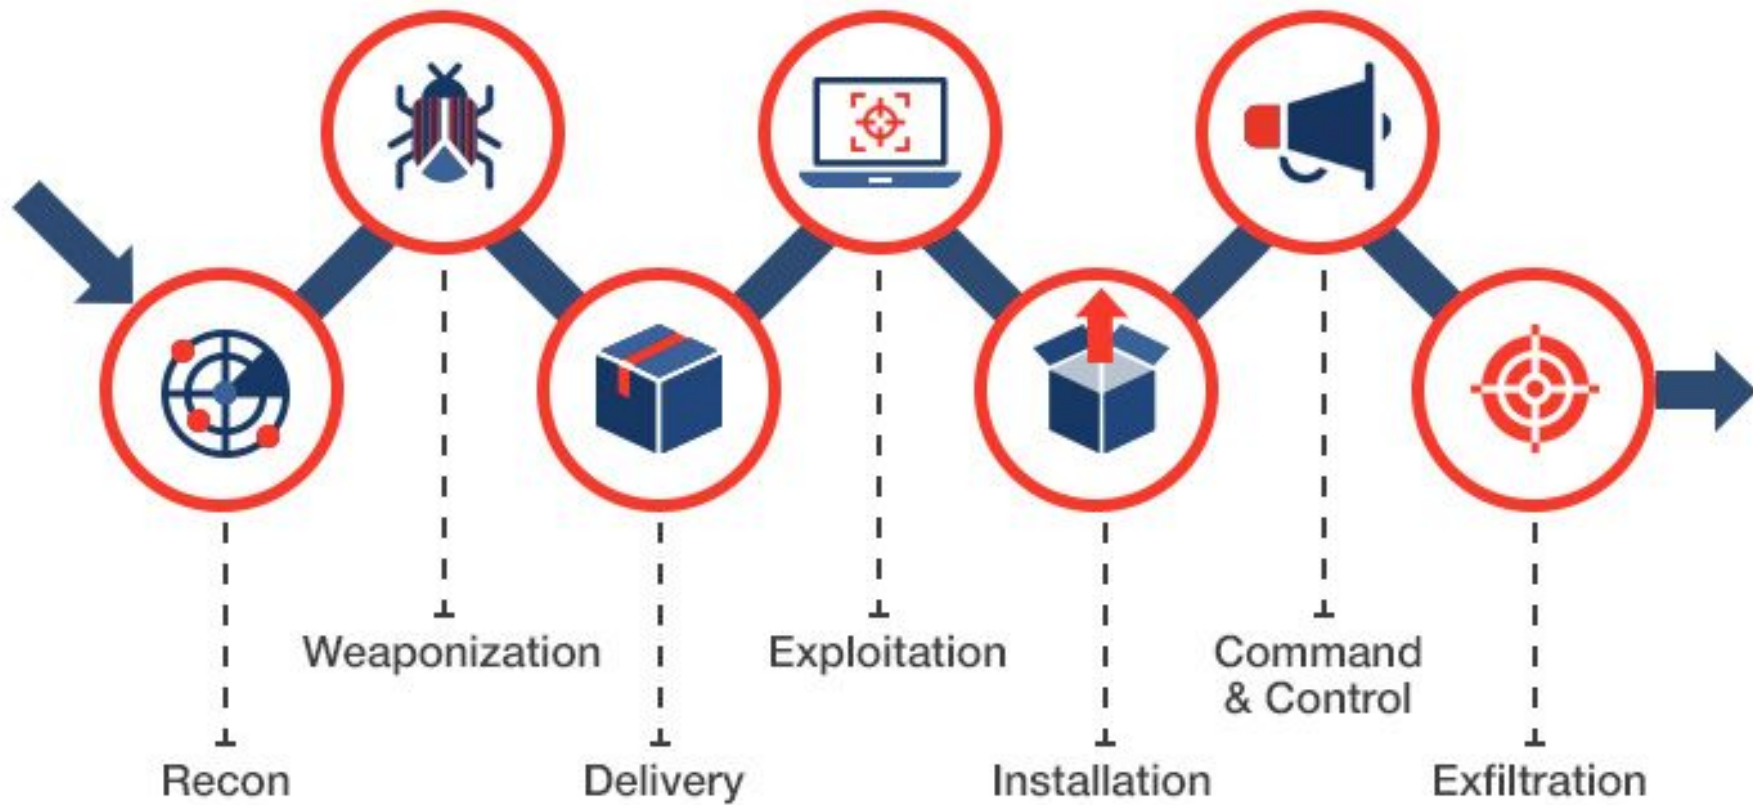 Recon
Weaponization
Delivery
Exploitation
Installation
Command
& Control
Exfiltration